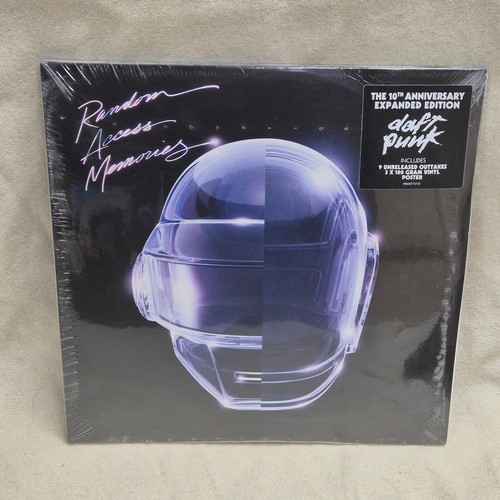 Random
Access
Memories
THE 10TH ANNIVERSARY
EXPANDED EDITION
daft
punk
INCLUDES
9 UNRELEASED OUTTAKES
3 X 180 GRAM VINYL
POSTER